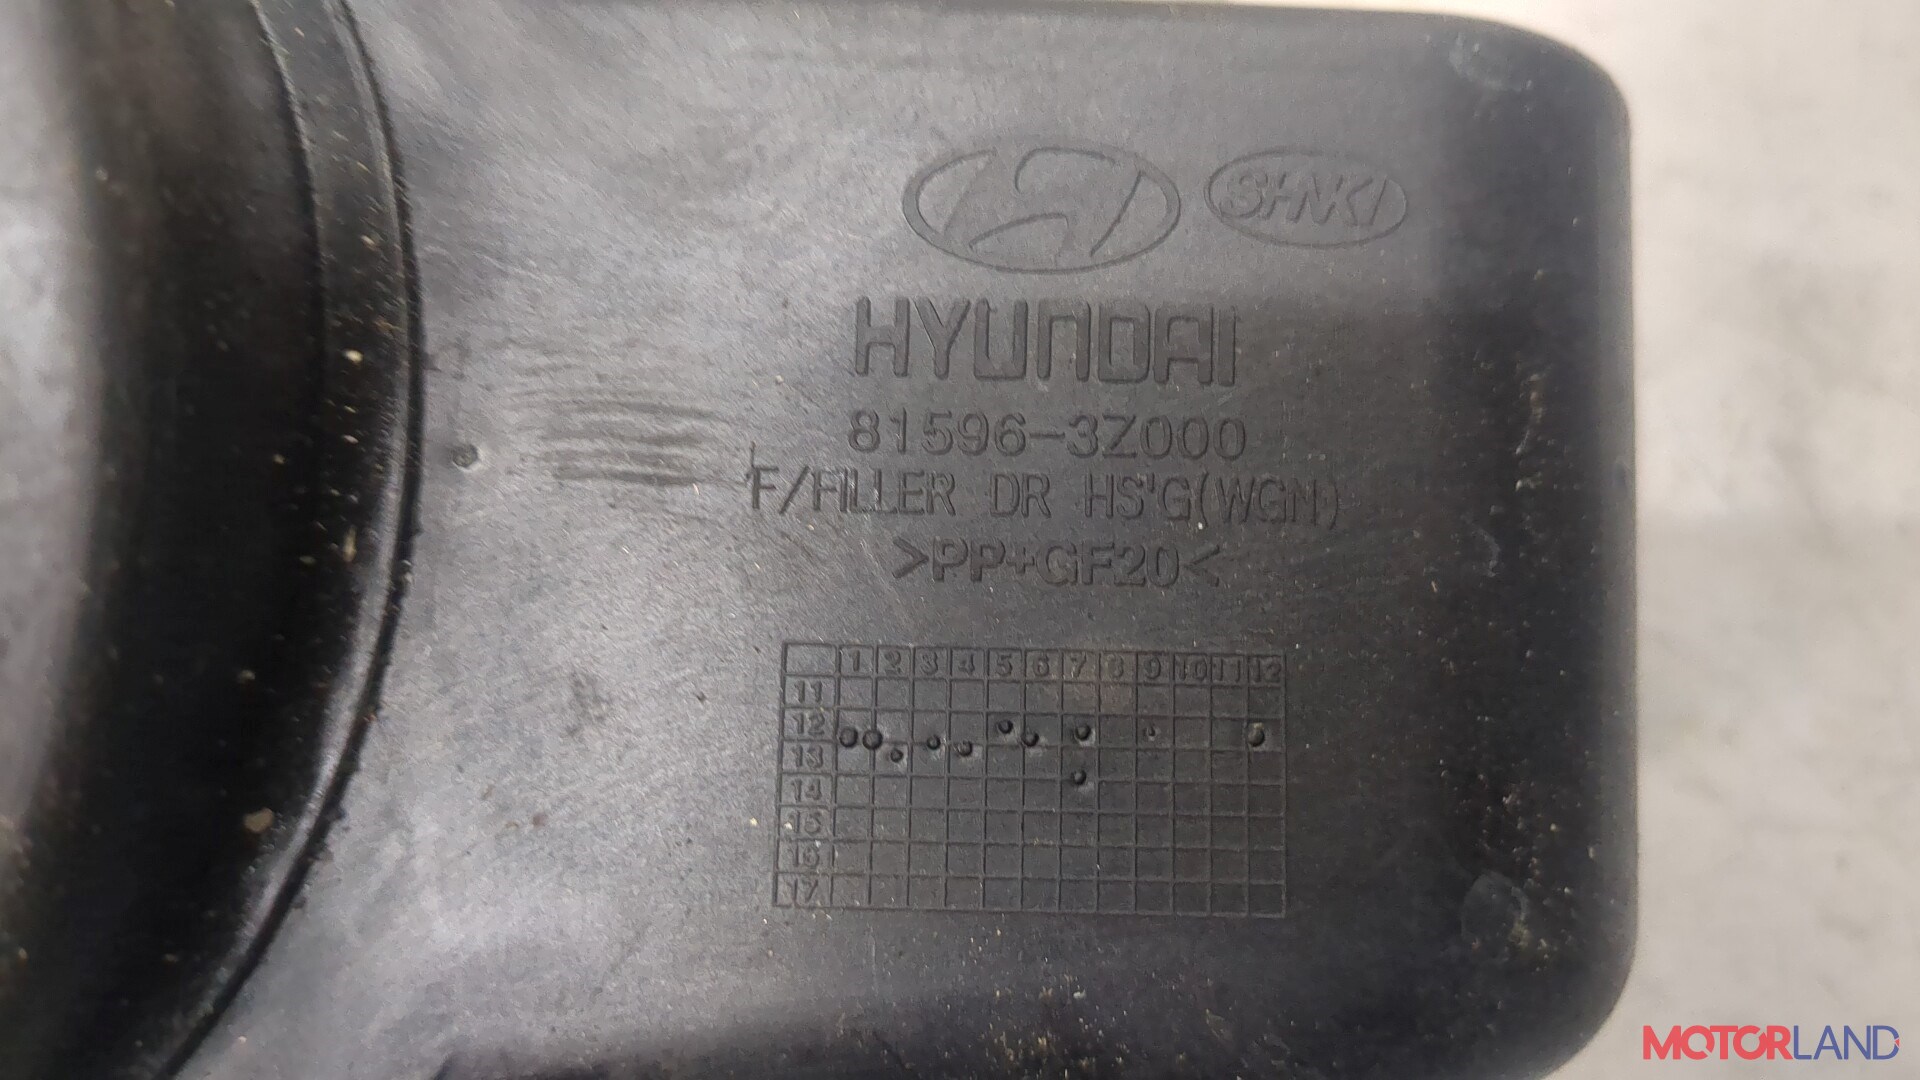 SHNKI
HYUNDAI
81596-3Z000
F/FILLER DR HS'G(WGN)
>PP+GF20<
1 2 3 4 5 6 7 8 9 10 11 12
11
12
13
14
15
16
17
MOTORLAND